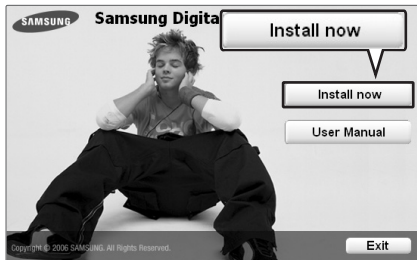 SAMSUNG
Samsung Digita
Install now
Install now
User Manual
Copyright © 2006 SAMSUNG. All Rights Reserved.
Exit